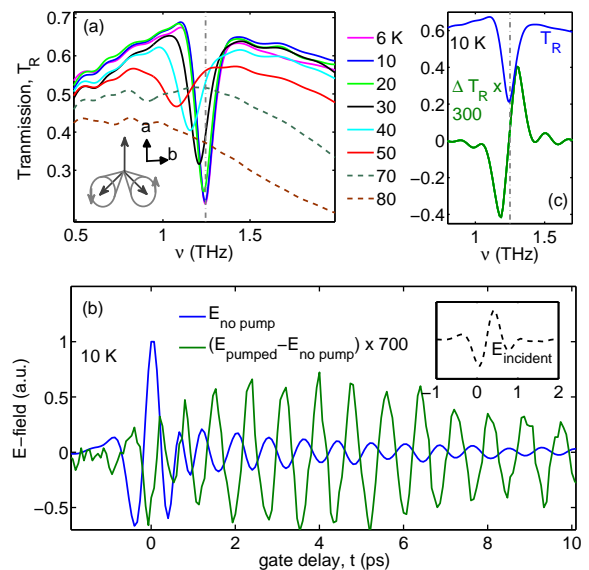 0.7
0.6
0.5
0.4
0.3
Tranmission, T_R
(a)
a
b
0.5
1
1.5
ν (THz)
6 K
10
20
30
40
50
70
80
0.6
0.4
0.2
0
−0.2
−0.4
10 K
T_R
Δ T_R x
300
(c)
1
1.5
ν (THz)
(b)
10 K
E_no pump
(E_pumped−E_no pump) x 700
E_incident
−1
0
1
2
1
0.5
0
−0.5
E−field (a.u.)
0
2
4
6
8
10
gate delay, t (ps)